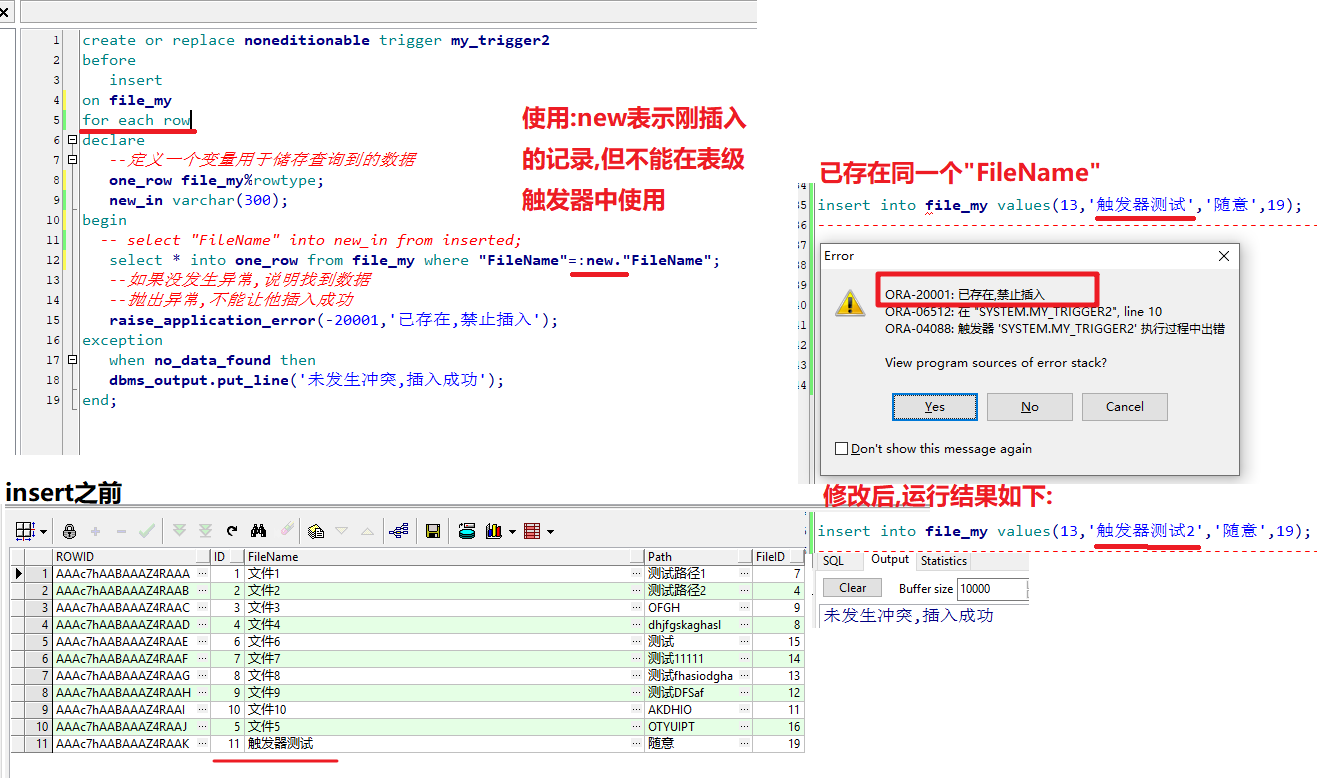 1 create or replace noneditionable trigger my_trigger2
2 before
3 insert
4 on file_my
5 for each row
6 declare
7 --定义一个变量用于储存查询到的数据
8 one_row file_my%rowtype;
9 new_in varchar(300);
10 begin
11 -- select "FileName" into new_in from inserted;
12 select * into one_row from file_my where "FileName"=:new."FileName";
13 --如果没发生异常,说明找到数据
14 --抛出异常,不能让他插入成功
15 raise_application_error(-20001,'已存在,禁止插入');
16 exception
17 when no_data_found then
18 dbms_output.put_line('未发生冲突,插入成功');
19 end;
使用:new表示刚插入
的记录,但不能在表级
触发器中使用
已存在同一个"FileName"
34
35 insert into file_my values(13,'触发器测试','随意',19);
36
37
38
39
40
41
42
43
44
Error
ORA-20001: 已存在,禁止插入
ORA-06512: 在 "SYSTEM.MY_TRIGGER2", line 10
ORA-04088: 触发器 'SYSTEM.MY_TRIGGER2' 执行过程中出错
View program sources of error stack?
Yes No Cancel
Don't show this message again
修改后,运行结果如下:
insert into file_my values(13,'触发器测试2','随意',19);
SQL Output Statistics
Clear Buffer size 10000
未发生冲突,插入成功
insert之前
ROWID ID FileName Path FileID
1 AAAc7hAABAAAZ4RAAA 1 文件1 测试路径1 7
2 AAAc7hAABAAAZ4RAAB 2 文件2 测试路径2 4
3 AAAc7hAABAAAZ4RAAC 3 文件3 OFGH 9
4 AAAc7hAABAAAZ4RAAD 4 文件4 dhjfgskaghasl 8
5 AAAc7hAABAAAZ4RAAE 6 文件6 测试 15
6 AAAc7hAABAAAZ4RAAF 7 文件7 测试11111 14
7 AAAc7hAABAAAZ4RAAG 8 文件8 测试fhasiodgha 13
8 AAAc7hAABAAAZ4RAAH 9 文件9 测试DFSaf 12
9 AAAc7hAABAAAZ4RAAI 10 文件10 AKDHIO 11
10 AAAc7hAABAAAZ4RAAJ 5 文件5 OTYUIPT 16
11 AAAc7hAABAAAZ4RAAK 11 触发器测试 随意 19